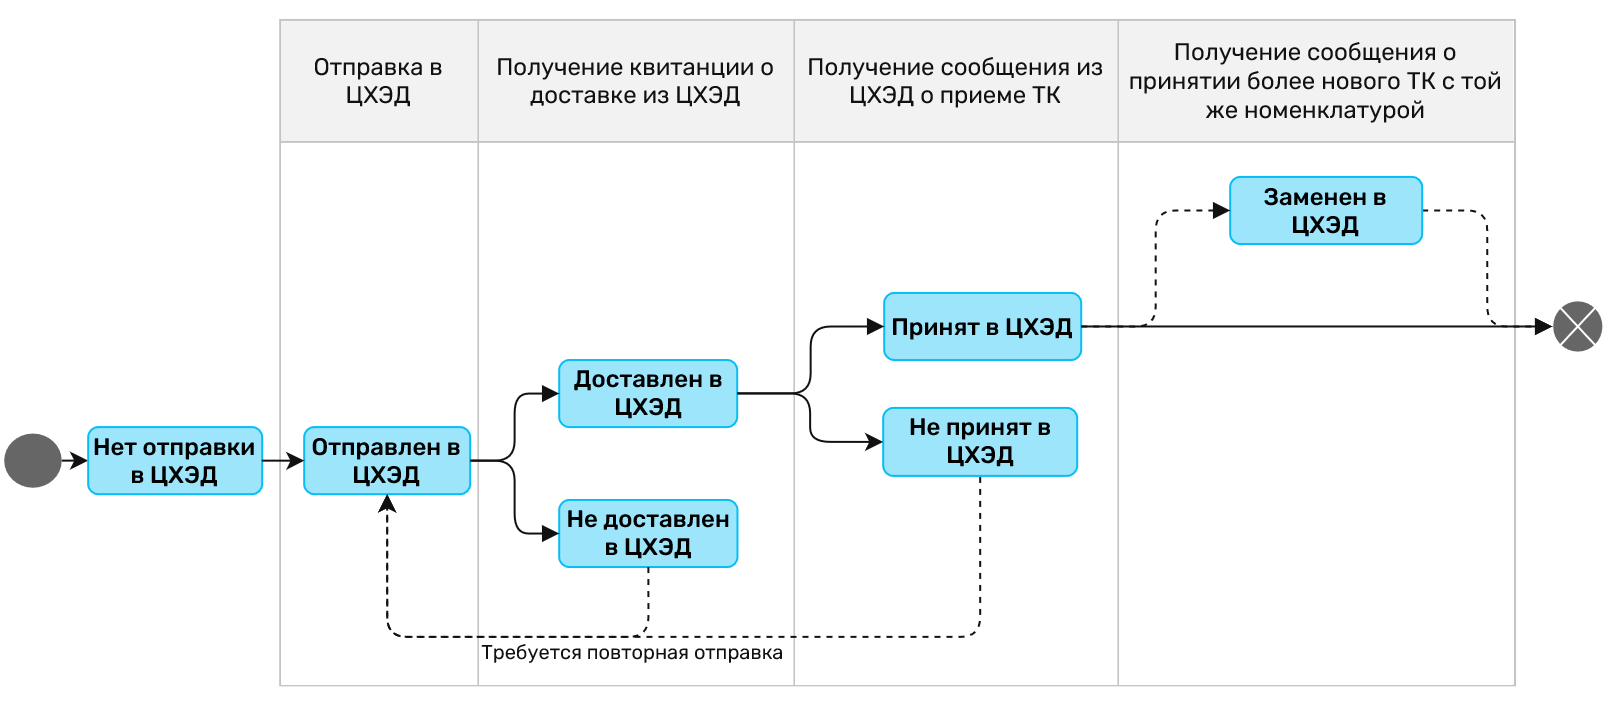 Отправка в
ЦХЭД
Получение квитанции о
доставке из ЦХЭД
Получение сообщения из
ЦХЭД о приеме ТК
Получение сообщения о
принятии более нового ТК с той
же номенклатурой
Заменен в
ЦХЭД
Принят в ЦХЭД
Доставлен в
ЦХЭД
Не принят в
ЦХЭД
Нет отправки
в ЦХЭД
Отправлен в
ЦХЭД
Не доставлен
в ЦХЭД
Требуется повторная отправка